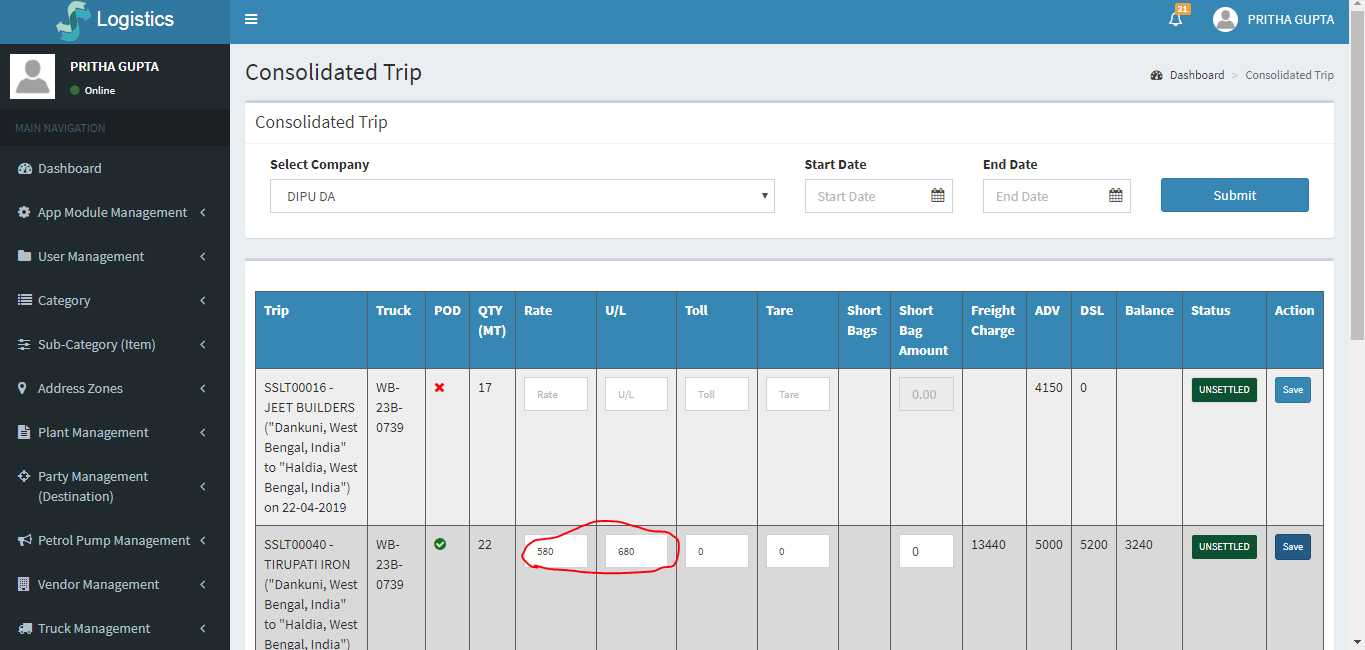 Logistics
21
PRITHA GUPTA
PRITHA GUPTA
Online
MAIN NAVIGATION
Dashboard
App Module Management
User Management
Category
Sub-Category (Item)
Address Zones
Plant Management
Party Management
(Destination)
Petrol Pump Management
Vendor Management
Truck Management
Consolidated Trip
Dashboard > Consolidated Trip
Consolidated Trip
Select Company
Start Date
End Date
DIPU DA
Start Date
End Date
Submit
Trip
Truck
POD
QTY
(MT)
Rate
U/L
Toll
Tare
Short
Bags
Short
Bag
Amount
Freight
Charge
ADV
DSL
Balance
Status
Action
SSLT00016 -
JEET BUILDERS
("Dankuni, West
Bengal, India"
to "Haldia, West
Bengal, India")
on 22-04-2019
WB-
23B-
0739
17
Rate
U/L
Toll
Tare
0.00
4150
0
UNSETTLED
Save
SSLT00040 -
TIRUPATI IRON
("Dankuni, West
Bengal, India"
to "Haldia, West
Bengal, India")
WB-
23B-
0739
22
580
680
0
0
0
13440
5000
5200
3240
UNSETTLED
Save